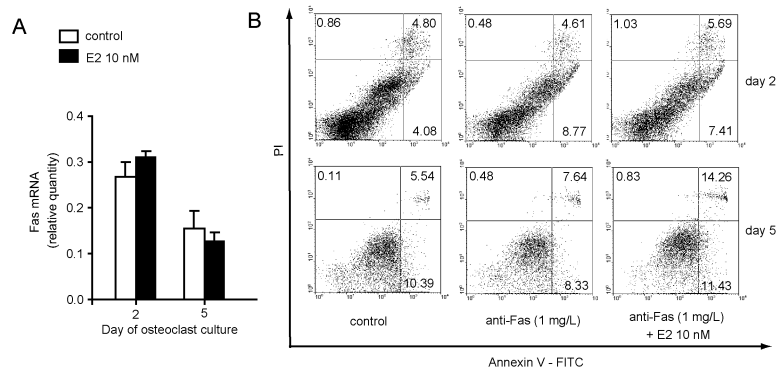 A
control
E2 10 nM
Fas mRNA
(relative quantity)
0.4
0.3
0.2
0.1
0.0
2 5
Day of osteoclast culture
B
PI
0.86 4.80
4.08
0.48 4.61
8.77
1.03 5.69
7.41
day 2
0.11 5.54
10.39
0.48 7.64
8.33
0.83 14.26
11.43
day 5
control
anti-Fas (1 mg/L)
anti-Fas (1 mg/L)
+ E2 10 nM
Annexin V - FITC